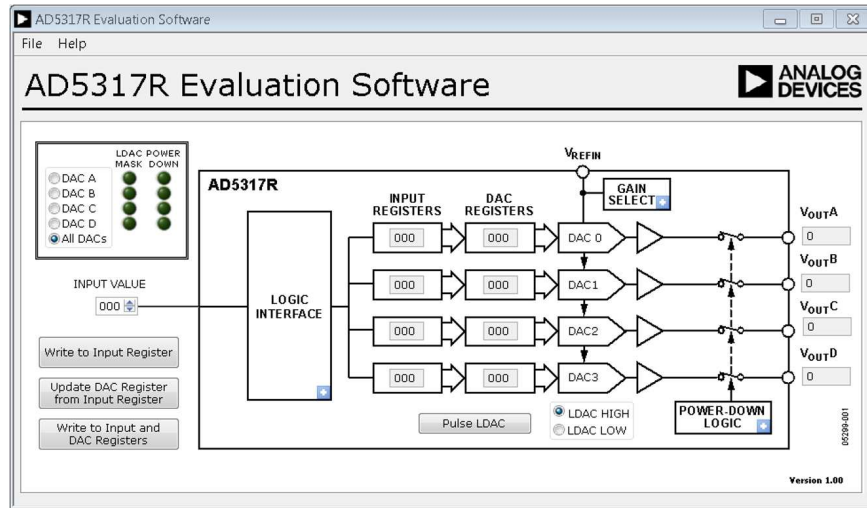 AD5317R Evaluation Software
File Help
AD5317R Evaluation Software
ANALOG
DEVICES
LDAC POWER
MASK DOWN
DAC A
DAC B
DAC C
DAC D
All DACs
INPUT VALUE
000
Write to Input Register
Update DAC Register
from Input Register
Write to Input and
DAC Registers
AD5317R
LOGIC
INTERFACE
INPUT
REGISTERS
DAC
REGISTERS
VREFIN
GAIN
SELECT
000 000 DAC 0
000 000 DAC1
000 000 DAC2
000 000 DAC3
Pulse LDAC
LDAC HIGH
LDAC LOW
POWER-DOWN
LOGIC
VOUTA
0
VOUTB
0
VOUTC
0
VOUTD
0
05299-001
Version 1.00